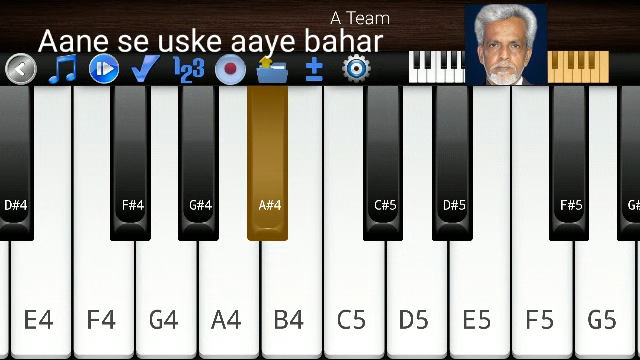 A Team
Aane se uske aaye bahar
123
D#4 F#4 G#4 A#4 C#5 D#5 F#5 G#
E4 F4 G4 A4 B4 C5 D5 E5 F5 G5